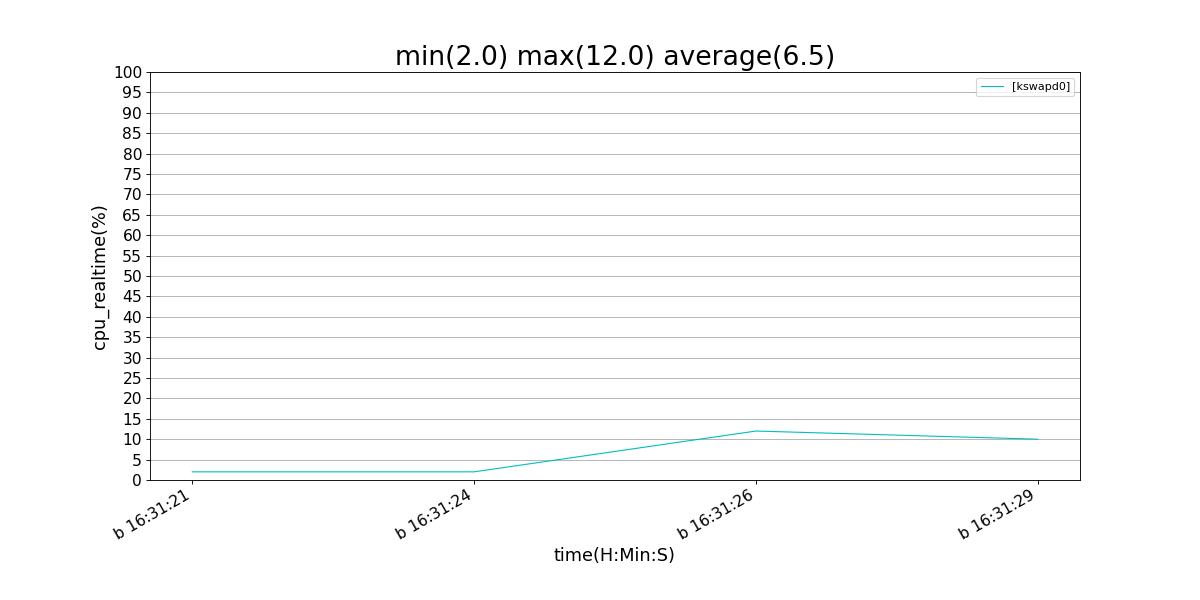 min(2.0) max(12.0) average(6.5)
[kswapd0]
100
95
90
85
80
75
70
65
60
55
50
45
40
35
30
25
20
15
10
5
0
cpu_realtime(%)
b 16:31:21
b 16:31:24
b 16:31:26
b 16:31:29
time(H:Min:S)